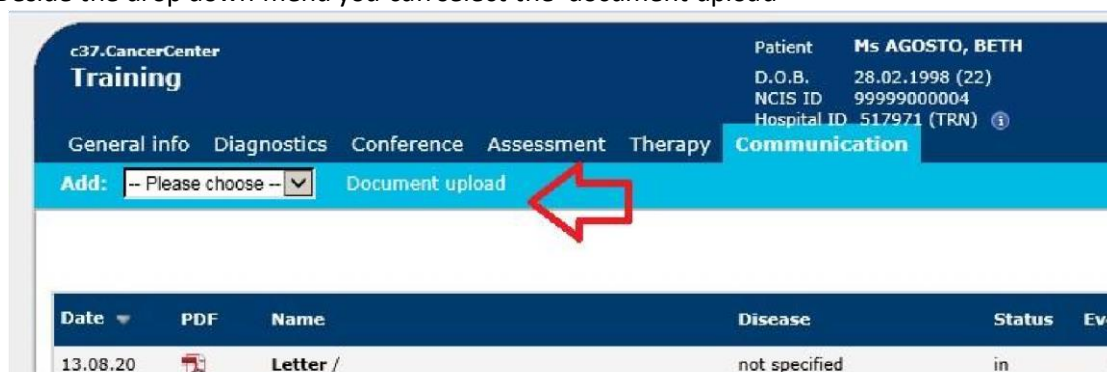 Beside the drop down menu you can select the 'document upload'
c37.CancerCenter
Training
Patient Ms AGOSTO, BETH
D.O.B. 28.02.1998 (22)
NCIS ID 99999000004
Hospital ID 517971 (TRN)
General info Diagnostics Conference Assessment Therapy Communication
Add: -- Please choose -- Document upload
Date PDF Name Disease Status
13.08.20 Letter / not specified in